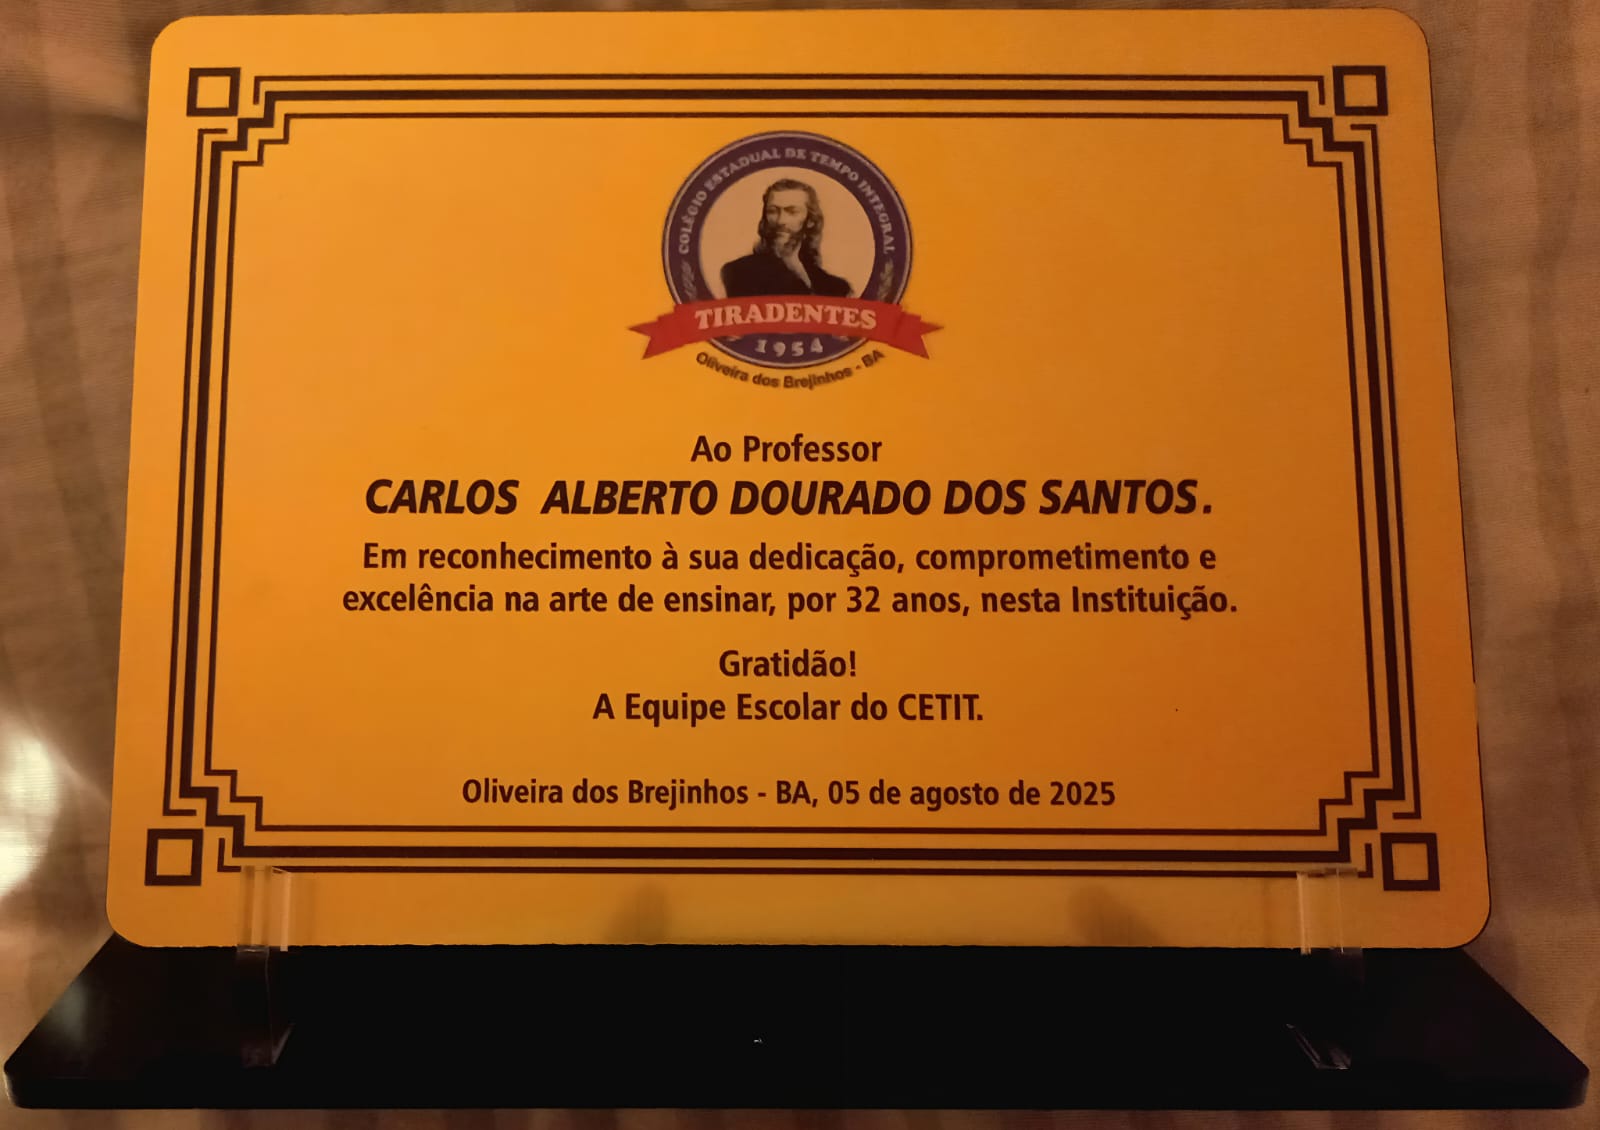 COLÉGIO ESTADUAL DE TEMPO INTEGRAL
TIRADENTES
1954
Oliveira dos Brejinhos - BA
Ao Professor
CARLOS ALBERTO DOURADO DOS SANTOS.
Em reconhecimento à sua dedicação, comprometimento e
excelência na arte de ensinar, por 32 anos, nesta Instituição.
Gratidão!
A Equipe Escolar do CETIT.
Oliveira dos Brejinhos - BA, 05 de agosto de 2025